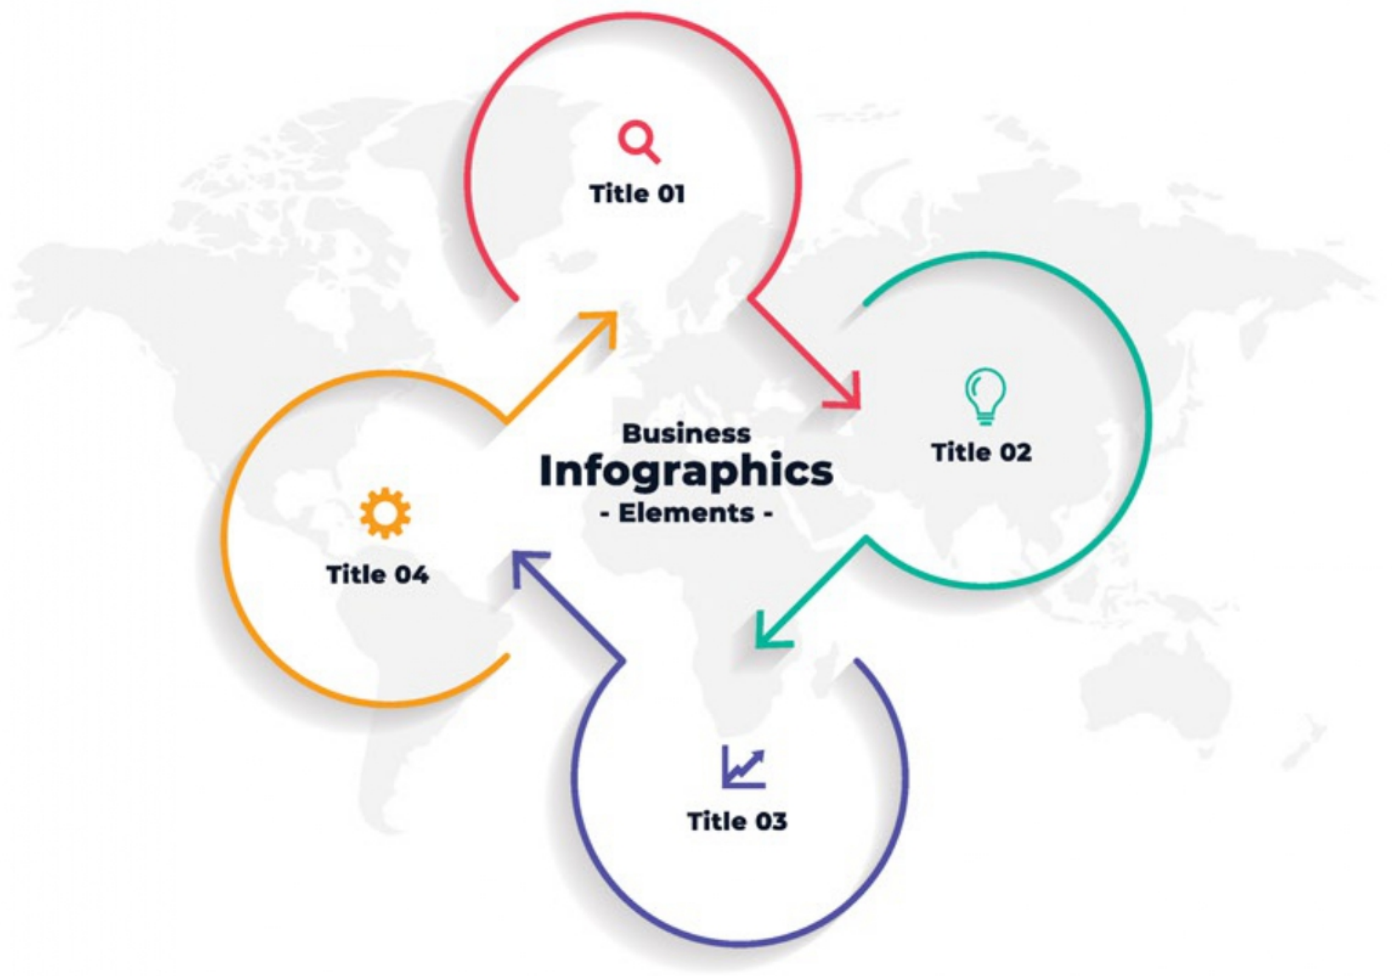 Title 01
Title 02
Business
Infographics
- Elements -
Title 04
Title 03